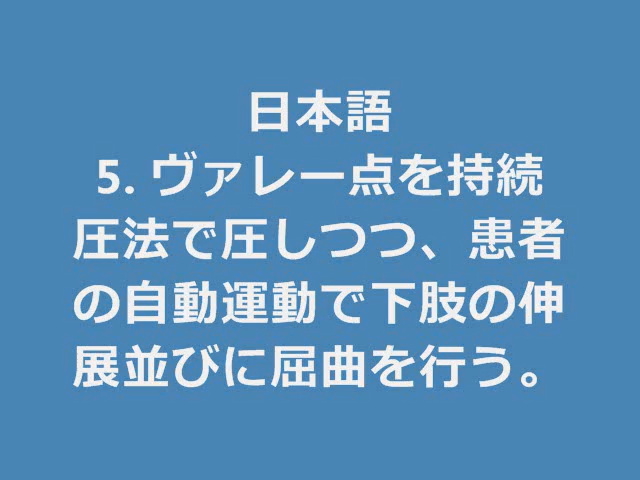 日本語
5. ヴァレー点を持続
圧法で圧しつつ、患者
の自動運動で下肢の伸
展並びに屈曲を行う。